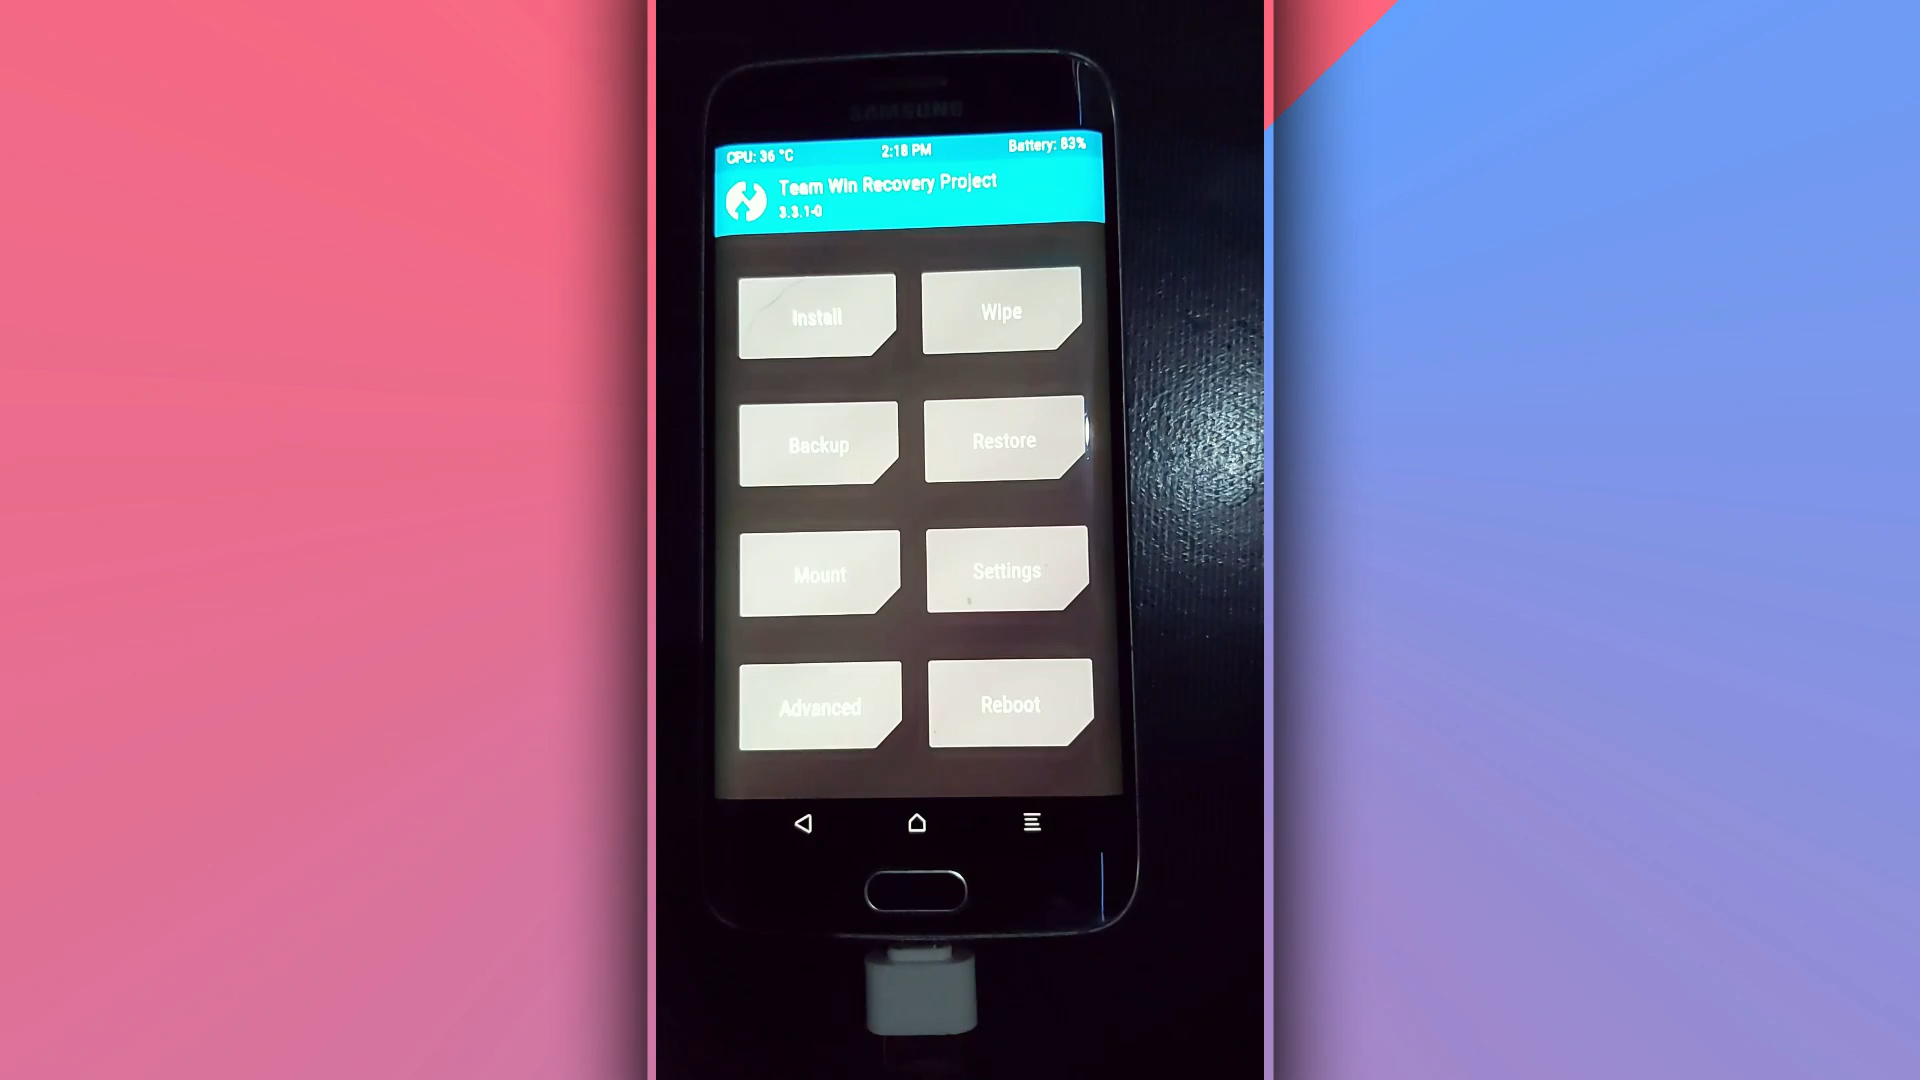 SAMSUNG
CPU: 36 °C 2:18 PM Battery: 83%
Team Win Recovery Project
3.3.1-0
Install Wipe
Backup Restore
Mount Settings
Advanced Reboot